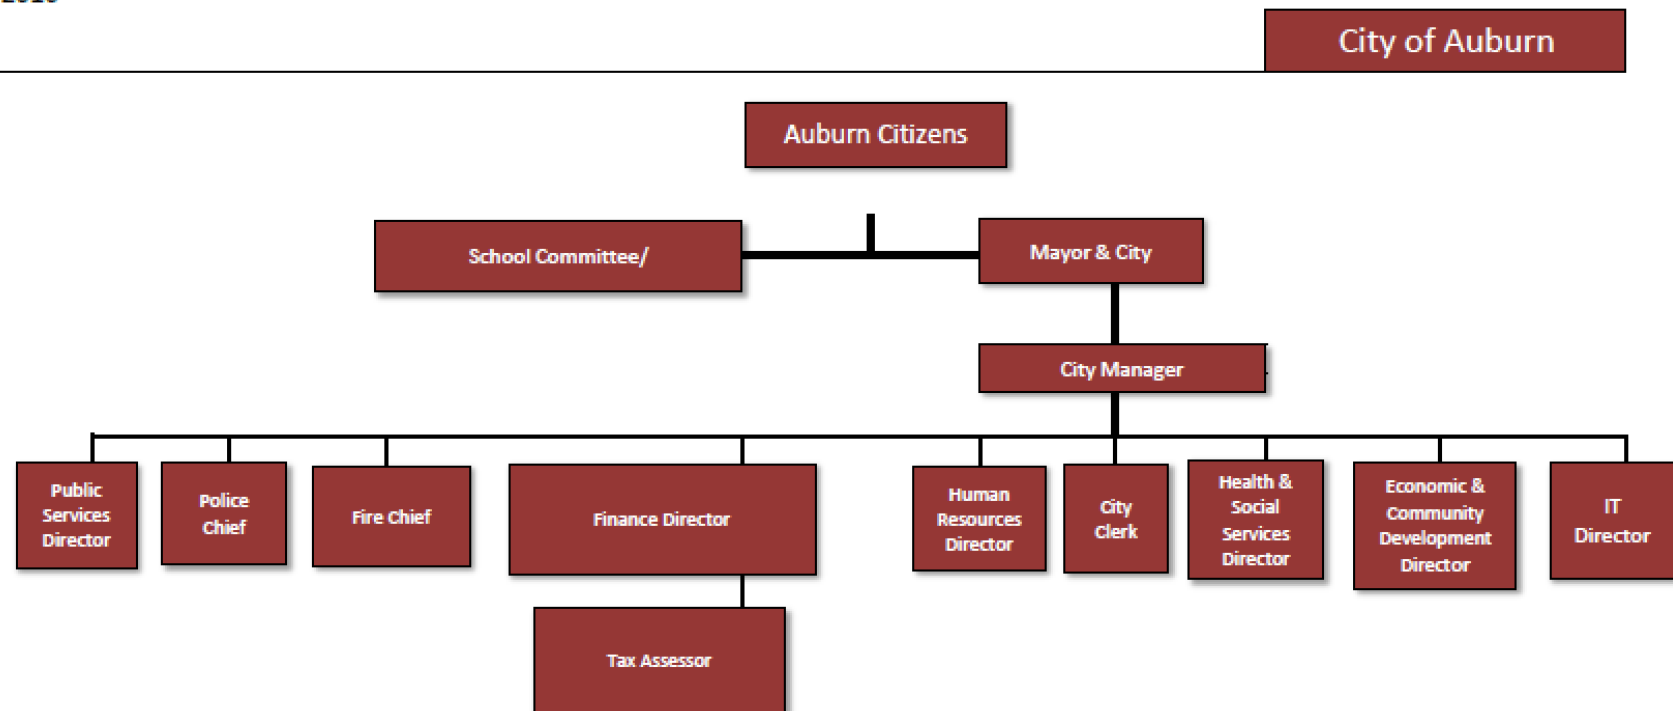 City of Auburn
Auburn Citizens
School Committee/
Mayor & City
City Manager
Public
Services
Director
Police
Chief
Fire Chief
Finance Director
Human
Resources
Director
City
Clerk
Health &
Social
Services
Director
Economic &
Community
Development
Director
IT
Director
Tax Assessor